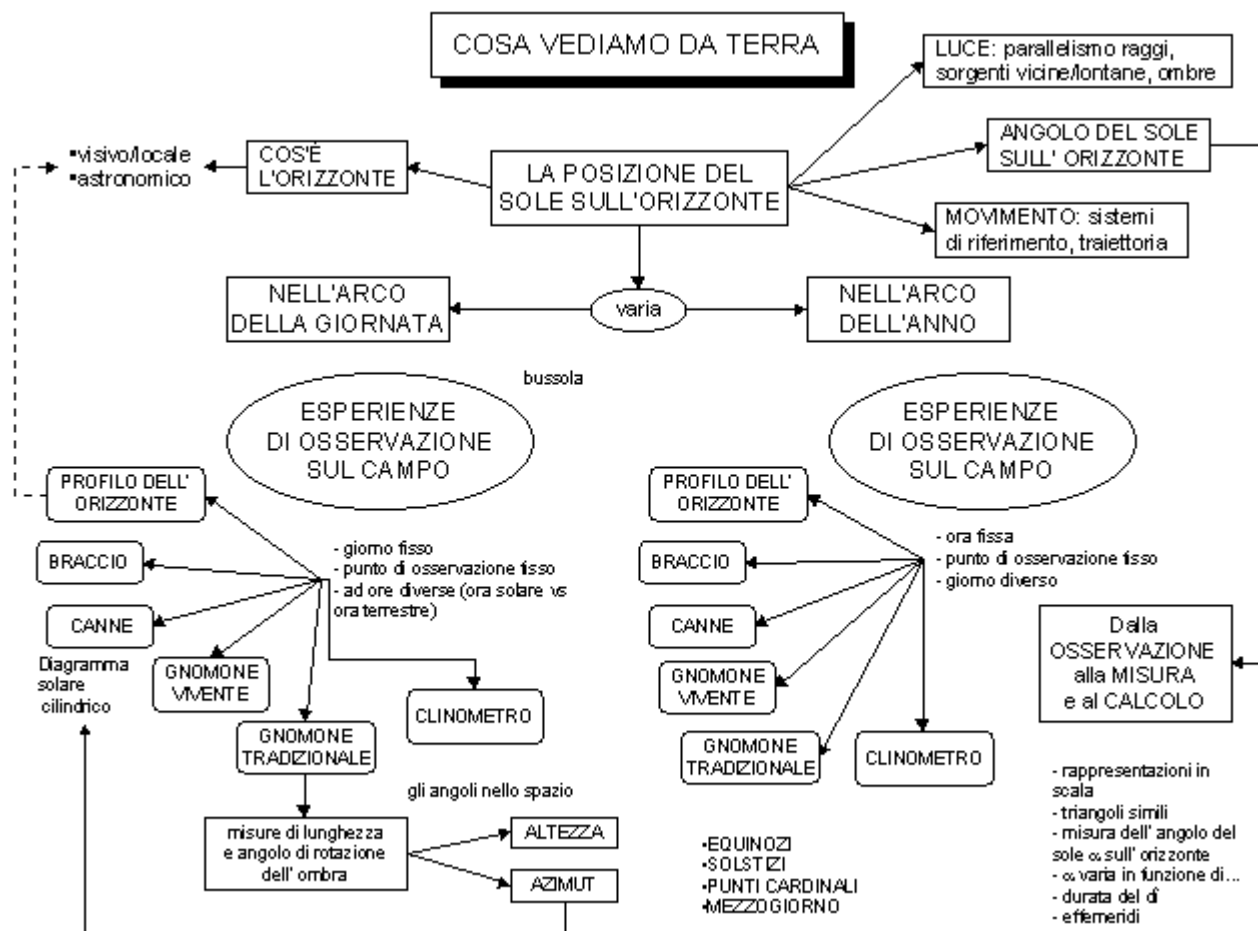 COSA VEDIAMO DA TERRA
LUCE: parallelismo raggi,
sorgenti vicine/lontane, ombre
▪visivo/locale
▪astronomico
COS'É
L'ORIZZONTE
LA POSIZIONE DEL
SOLE SULL'ORIZZONTE
ANGOLO DEL SOLE
SULL' ORIZZONTE
MOVIMENTO: sistemi
di riferimento, traiettoria
NELL'ARCO
DELLA GIORNATA
varia
NELL'ARCO
DELL'ANNO
bussola
ESPERIENZE
DI OSSERVAZIONE
SUL CAMPO
ESPERIENZE
DI OSSERVAZIONE
SUL CAMPO
PROFILO DELL'
ORIZZONTE
BRACCIO
CANNE
GNOMONE
VIVENTE
GNOMONE
TRADIZIONALE
CLINOMETRO
- giorno fisso
- punto di osservazione fisso
- ad ore diverse (ora solare vs
ora terrestre)
Diagramma
solare
cilindrico
PROFILO DELL'
ORIZZONTE
BRACCIO
CANNE
GNOMONE
VIVENTE
GNOMONE
TRADIZIONALE
CLINOMETRO
- ora fissa
- punto di osservazione fisso
- giorno diverso
Dalla
OSSERVAZIONE
alla MISURA
e al CALCOLO
gli angoli nello spazio
misure di lunghezza
e angolo di rotazione
dell' ombra
ALTEZZA
AZIMUT
•EQUINOZI
•SOLSTIZI
•PUNTI CARDINALI
•MEZZOGIORNO
- rappresentazioni in
scala
- triangoli simili
- misura dell' angolo del
sole α sull' orizzonte
- α varia in funzione di...
- durata del dî
- effemeridi